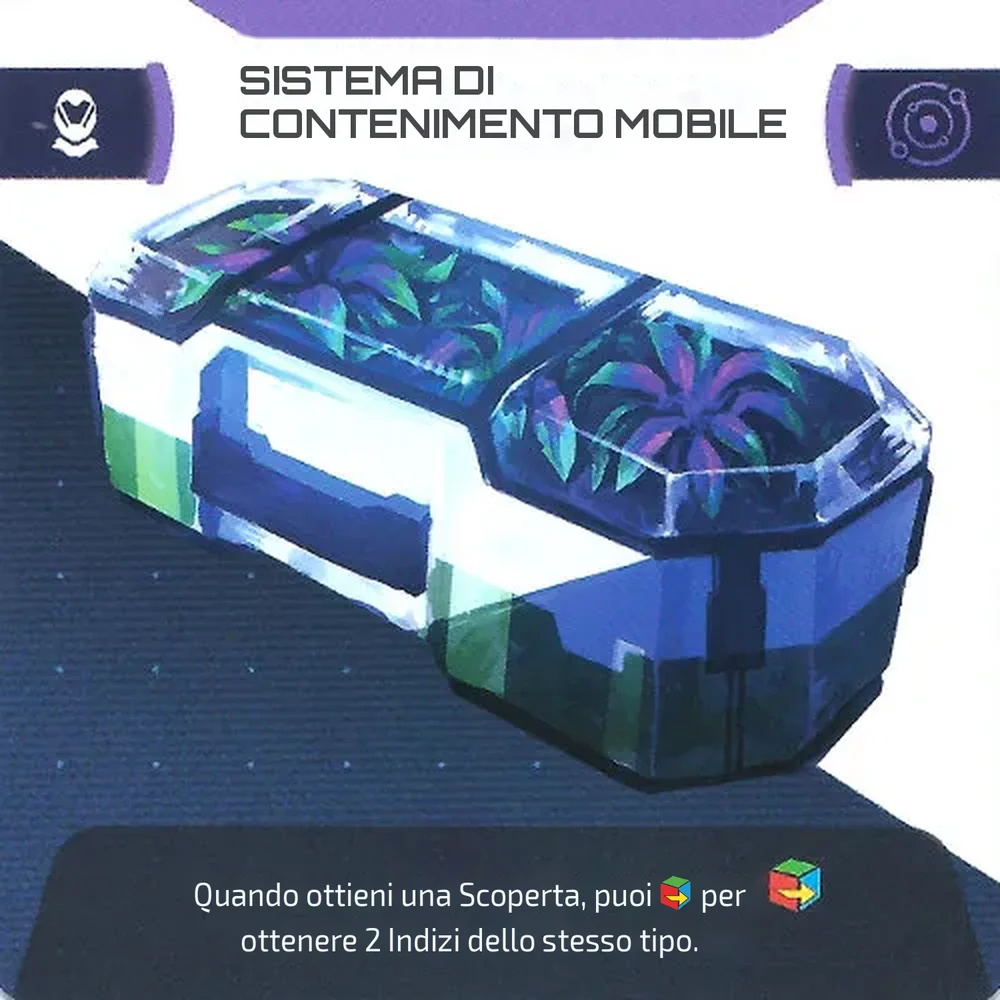 SISTEMA DI
CONTENIMENTO MOBILE
Quando ottieni una Scoperta, puoi per
ottenere 2 Indizi dello stesso tipo.